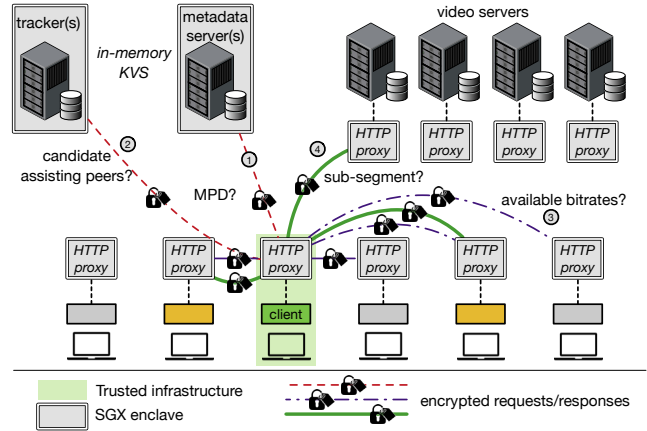 tracker(s)
metadata
server(s)
in-memory
KVS
video servers
HTTP
proxy
HTTP
proxy
HTTP
proxy
HTTP
proxy
2
1
4
candidate
assisting peers?
MPD?
sub-segment?
available bitrates?
3
HTTP
proxy
HTTP
proxy
HTTP
proxy
HTTP
proxy
HTTP
proxy
HTTP
proxy
client
Trusted infrastructure
SGX enclave
encrypted requests/responses